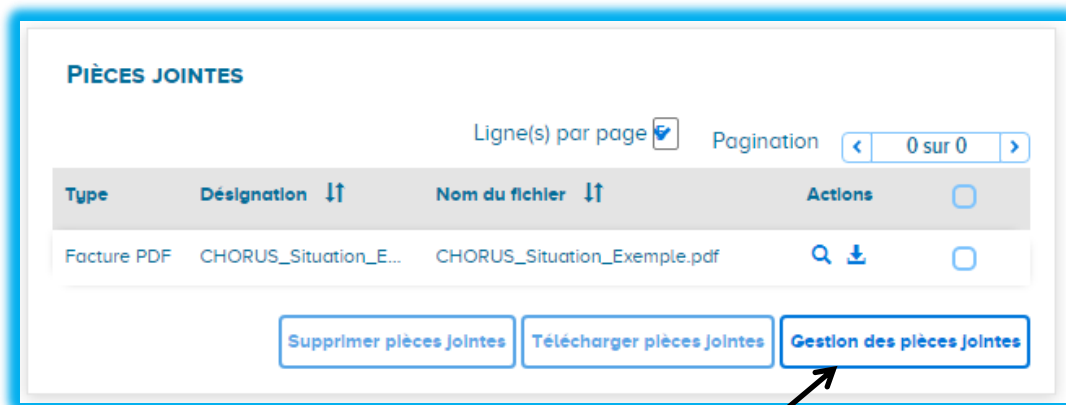 PIÈCES JOINTES
Ligne(s) par page Pagination 0 sur 0
Type Désignation Nom du fichier Actions
Facture PDF CHORUS_Situation_E... CHORUS_Situation_Exemple.pdf
Supprimer pièces jointes Télécharger pièces jointes Gestion des pièces jointes